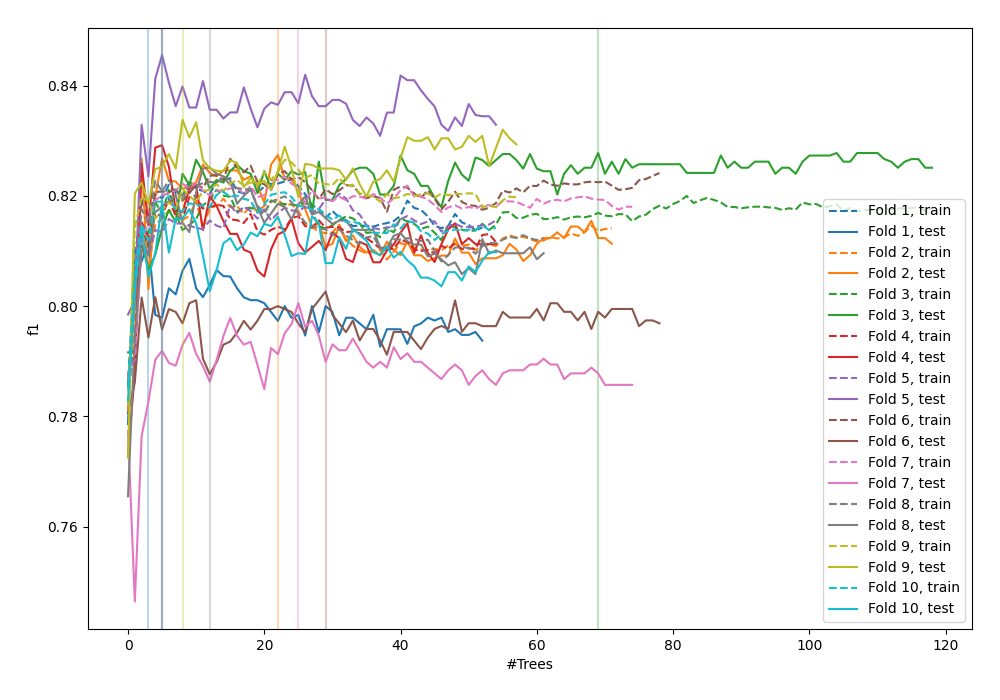 0.84
0.82
0.80
0.78
0.76
f1
0 20 40 60 80 100 120
#Trees
Fold 1, train
Fold 1, test
Fold 2, train
Fold 2, test
Fold 3, train
Fold 3, test
Fold 4, train
Fold 4, test
Fold 5, train
Fold 5, test
Fold 6, train
Fold 6, test
Fold 7, train
Fold 7, test
Fold 8, train
Fold 8, test
Fold 9, train
Fold 9, test
Fold 10, train
Fold 10, test